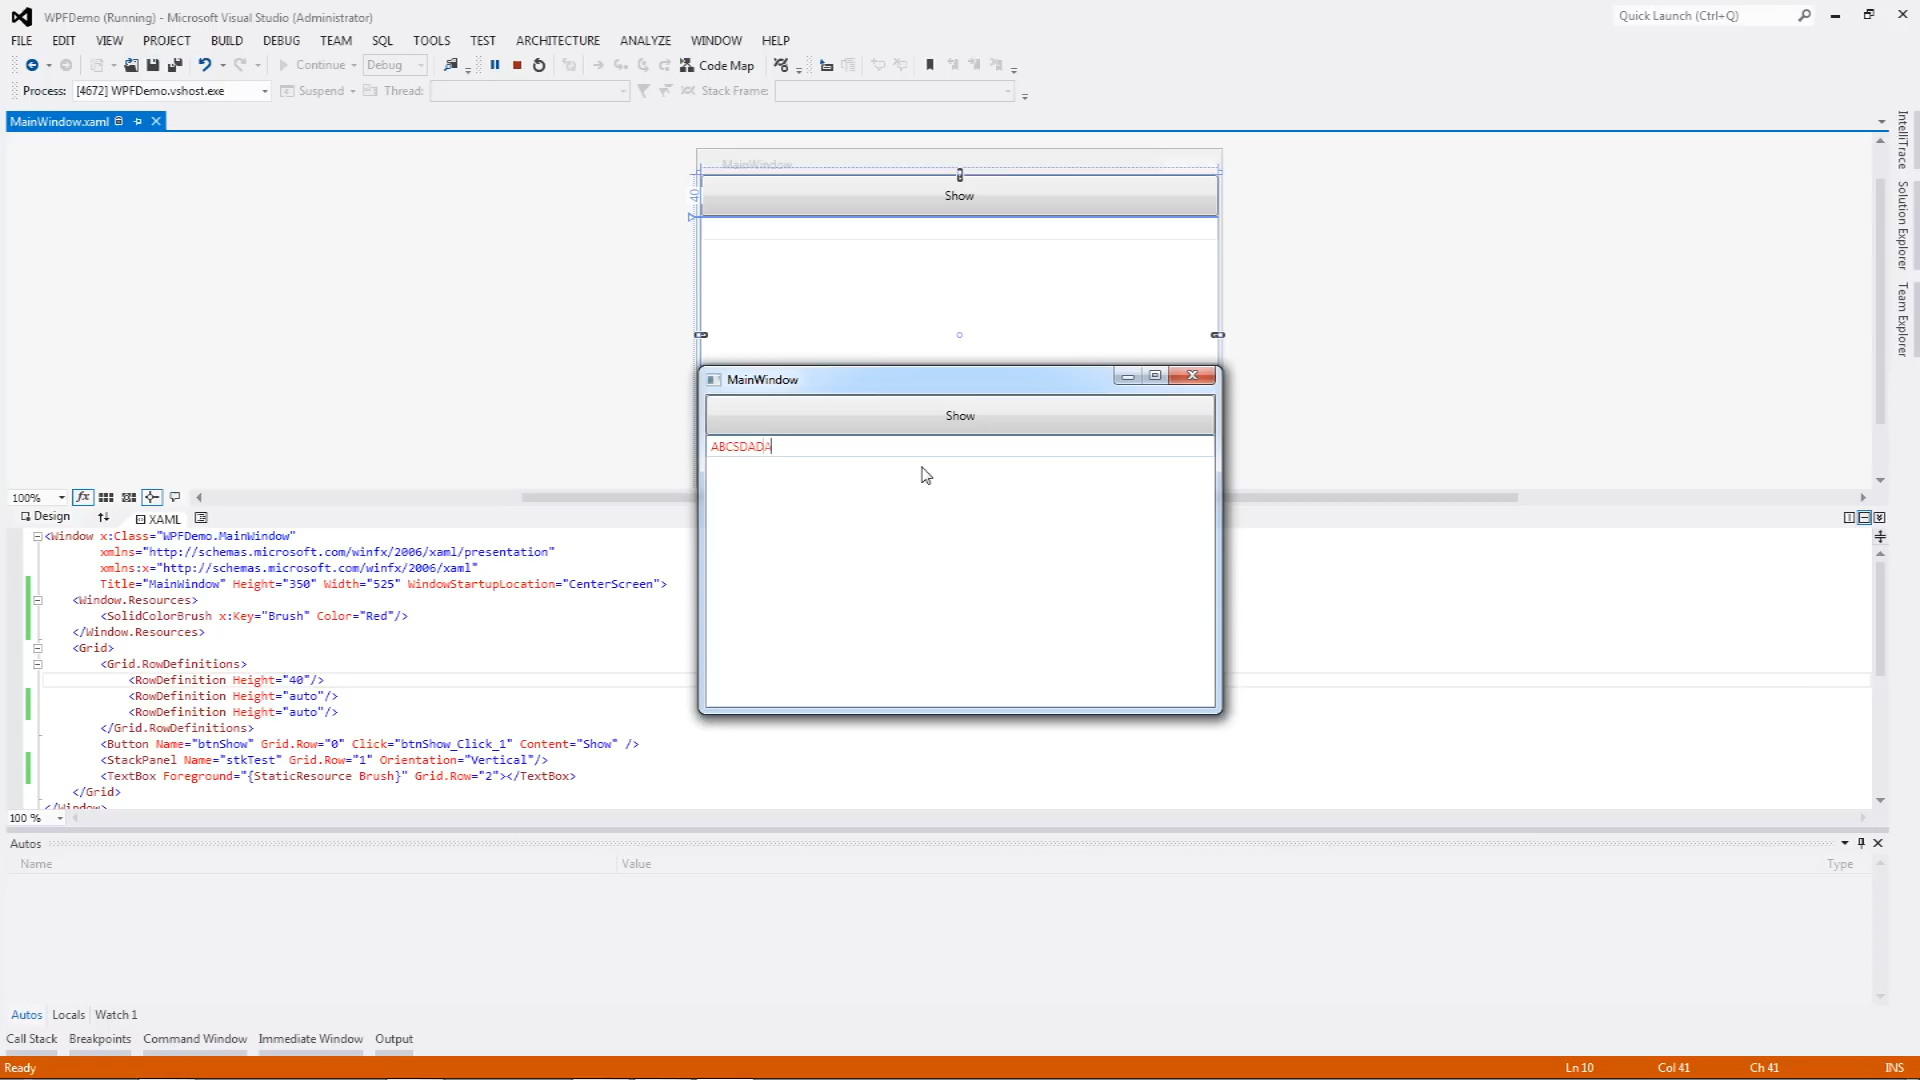 WPFDemo (Running) - Microsoft Visual Studio (Administrator)
Quick Launch (Ctrl+Q)
FILE EDIT VIEW PROJECT BUILD DEBUG TEAM SQL TOOLS TEST ARCHITECTURE ANALYZE WINDOW HELP
Continue Debug Code Map
Process: [4672] WPFDemo.vshost.exe Suspend Thread: Stack Frame:
MainWindow.xaml
IntelliTrace
Solution Explorer
Team Explorer
MainWindow
40
Show
MainWindow
Show
ABCSDADA
100%
Design XAML
<Window x:Class="WPFDemo.MainWindow"
xmlns="http://schemas.microsoft.com/winfx/2006/xaml/presentation"
xmlns:x="http://schemas.microsoft.com/winfx/2006/xaml"
Title="MainWindow" Height="350" Width="525" WindowStartupLocation="CenterScreen">
<Window.Resources>
<SolidColorBrush x:Key="Brush" Color="Red"/>
</Window.Resources>
<Grid>
<Grid.RowDefinitions>
<RowDefinition Height="40"/>
<RowDefinition Height="auto"/>
<RowDefinition Height="auto"/>
</Grid.RowDefinitions>
<Button Name="btnShow" Grid.Row="0" Click="btnShow_Click_1" Content="Show" />
<StackPanel Name="stkTest" Grid.Row="1" Orientation="Vertical"/>
<TextBox Foreground="{StaticResource Brush}" Grid.Row="2"></TextBox>
</Grid>
</Window>
100 %
Autos
Name Value Type
Autos Locals Watch 1
Call Stack Breakpoints Command Window Immediate Window Output
Ready Ln 10 Col 41 Ch 41 INS